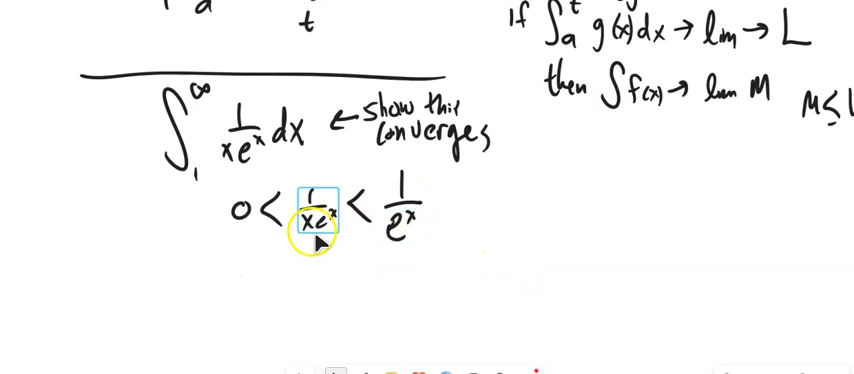 t
If ∫ₐᵗ g(x)dx → lim → L
then ∫f(x) → lim M M ≤ L
∫₁^∞ 1/(xeˣ) dx ← show this converges
0 < 1/(xeˣ) < 1/eˣ